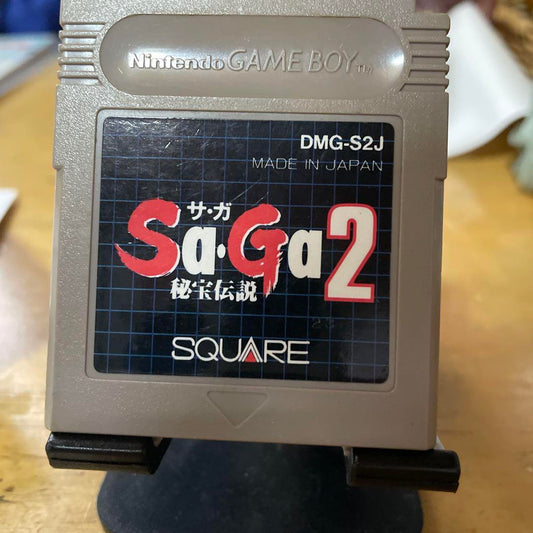 Nintendo GAME BOY TM
DMG-S2J
MADE IN JAPAN
サ・ガ
Sa・Ga2
秘宝伝説
SQUARE